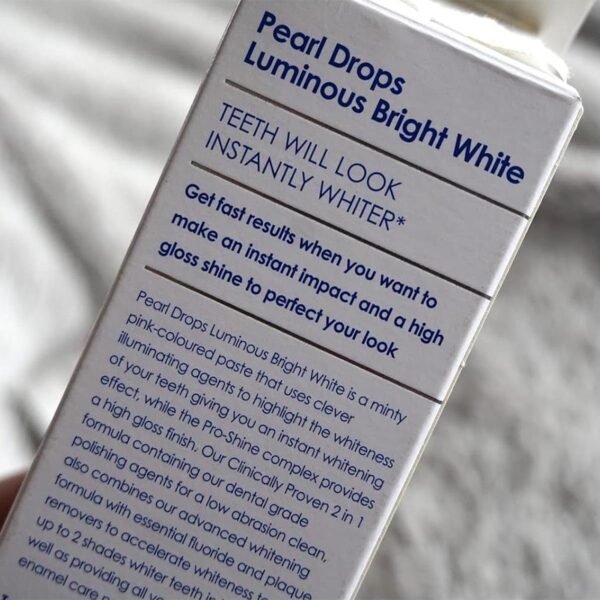 Pearl Drops
Luminous Bright White
TEETH WILL LOOK
INSTANTLY WHITER*
Get fast results when you want to
make an instant impact and a high
gloss shine to perfect your look
Pearl Drops Luminous Bright White is a minty
pink-coloured paste that uses clever
illuminating agents to highlight the whiteness
of your teeth giving you an instant whitening
effect, while the Pro-Shine complex provides
a high gloss finish. Our Clinically Proven 2 in 1
formula containing our dental grade
polishing agents for a low abrasion clean,
also combines our advanced whitening
formula with essential fluoride and plaque
removers to accelerate whiteness
up to 2 shades whiter teeth in
well as providing all
enamel care